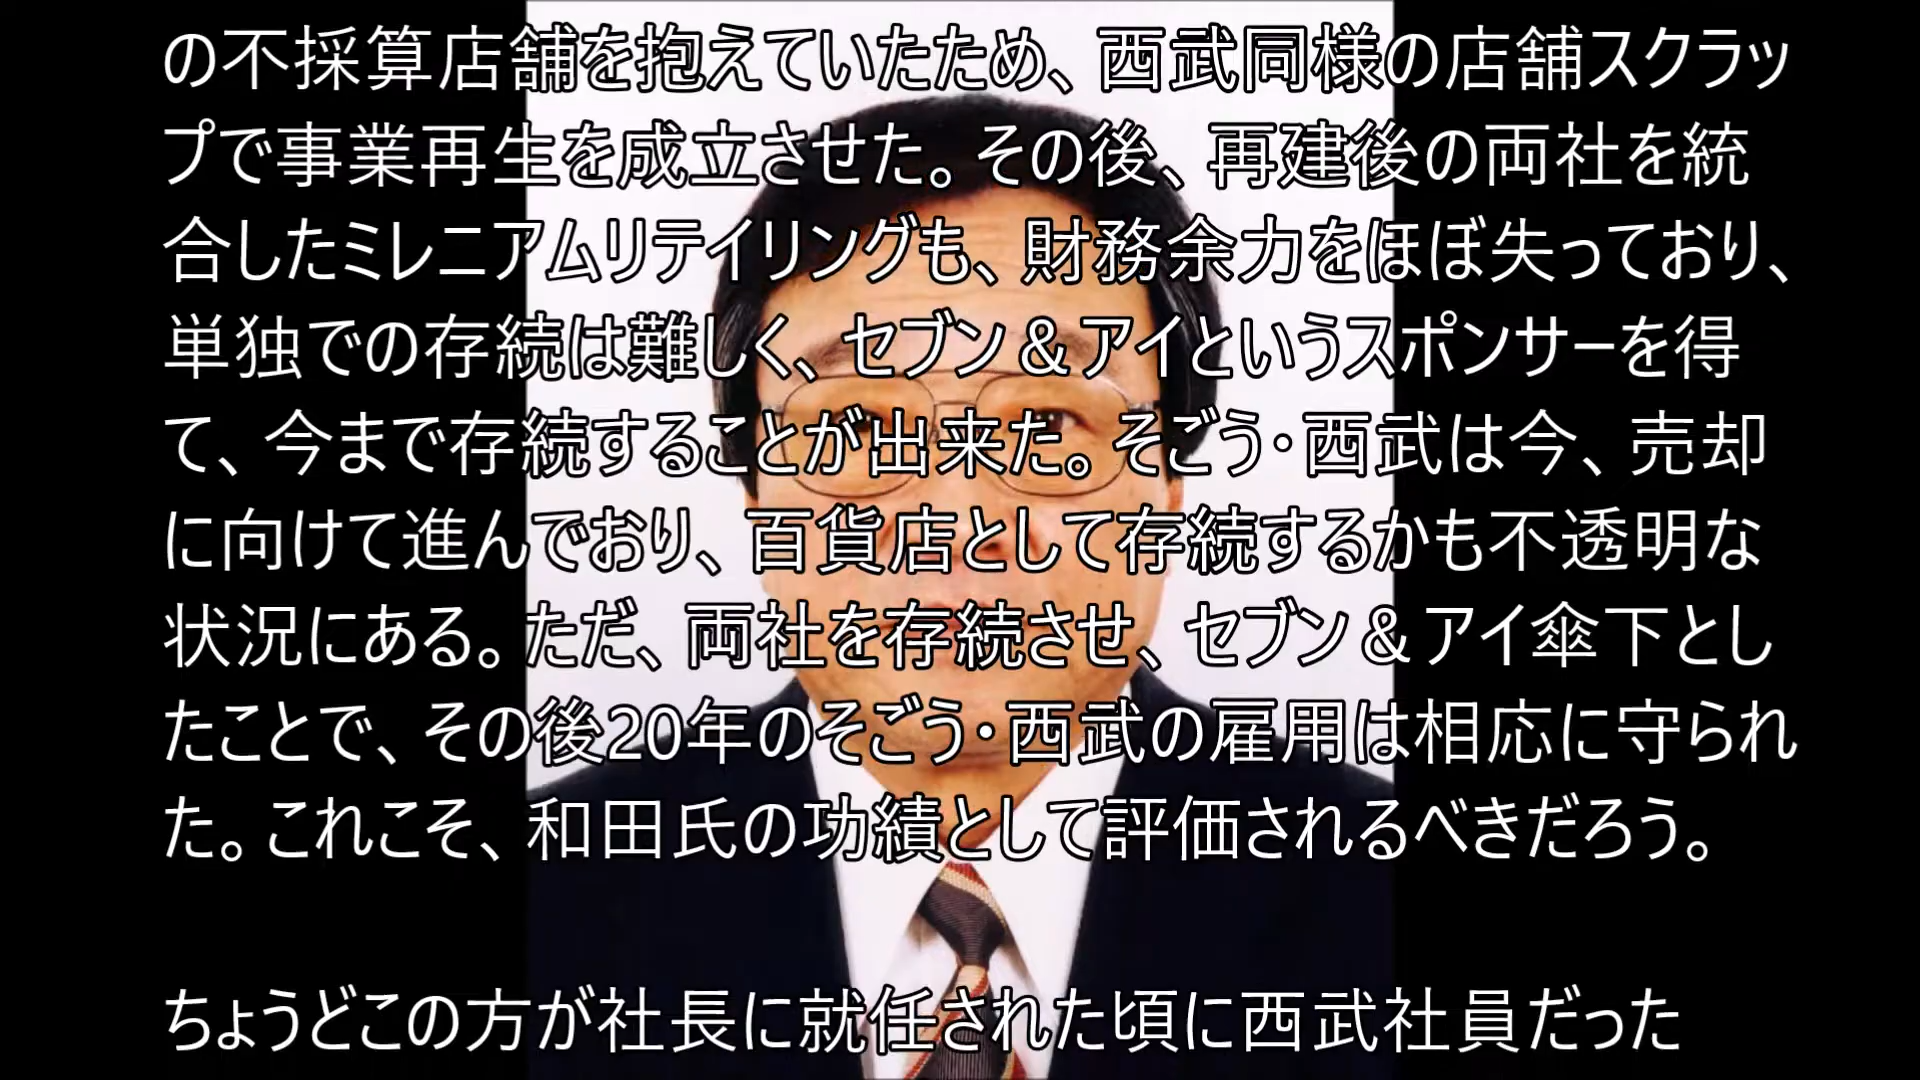 の不採算店舗を抱えていたため、西武同様の店舗スクラッ
プで事業再生を成立させた。その後、再建後の両社を統
合したミレニアムリテイリングも、財務余力をほぼ失っており、
単独での存続は難しく、セブン＆アイというスポンサーを得
て、今まで存続することが出来た。そごう・西武は今、売却
に向けて進んでおり、百貨店として存続するかも不透明な
状況にある。ただ、両社を存続させ、セブン＆アイ傘下とし
たことで、その後20年のそごう・西武の雇用は相応に守られ
た。これこそ、和田氏の功績として評価されるべきだろう。
ちょうどこの方が社長に就任された頃に西武社員だった